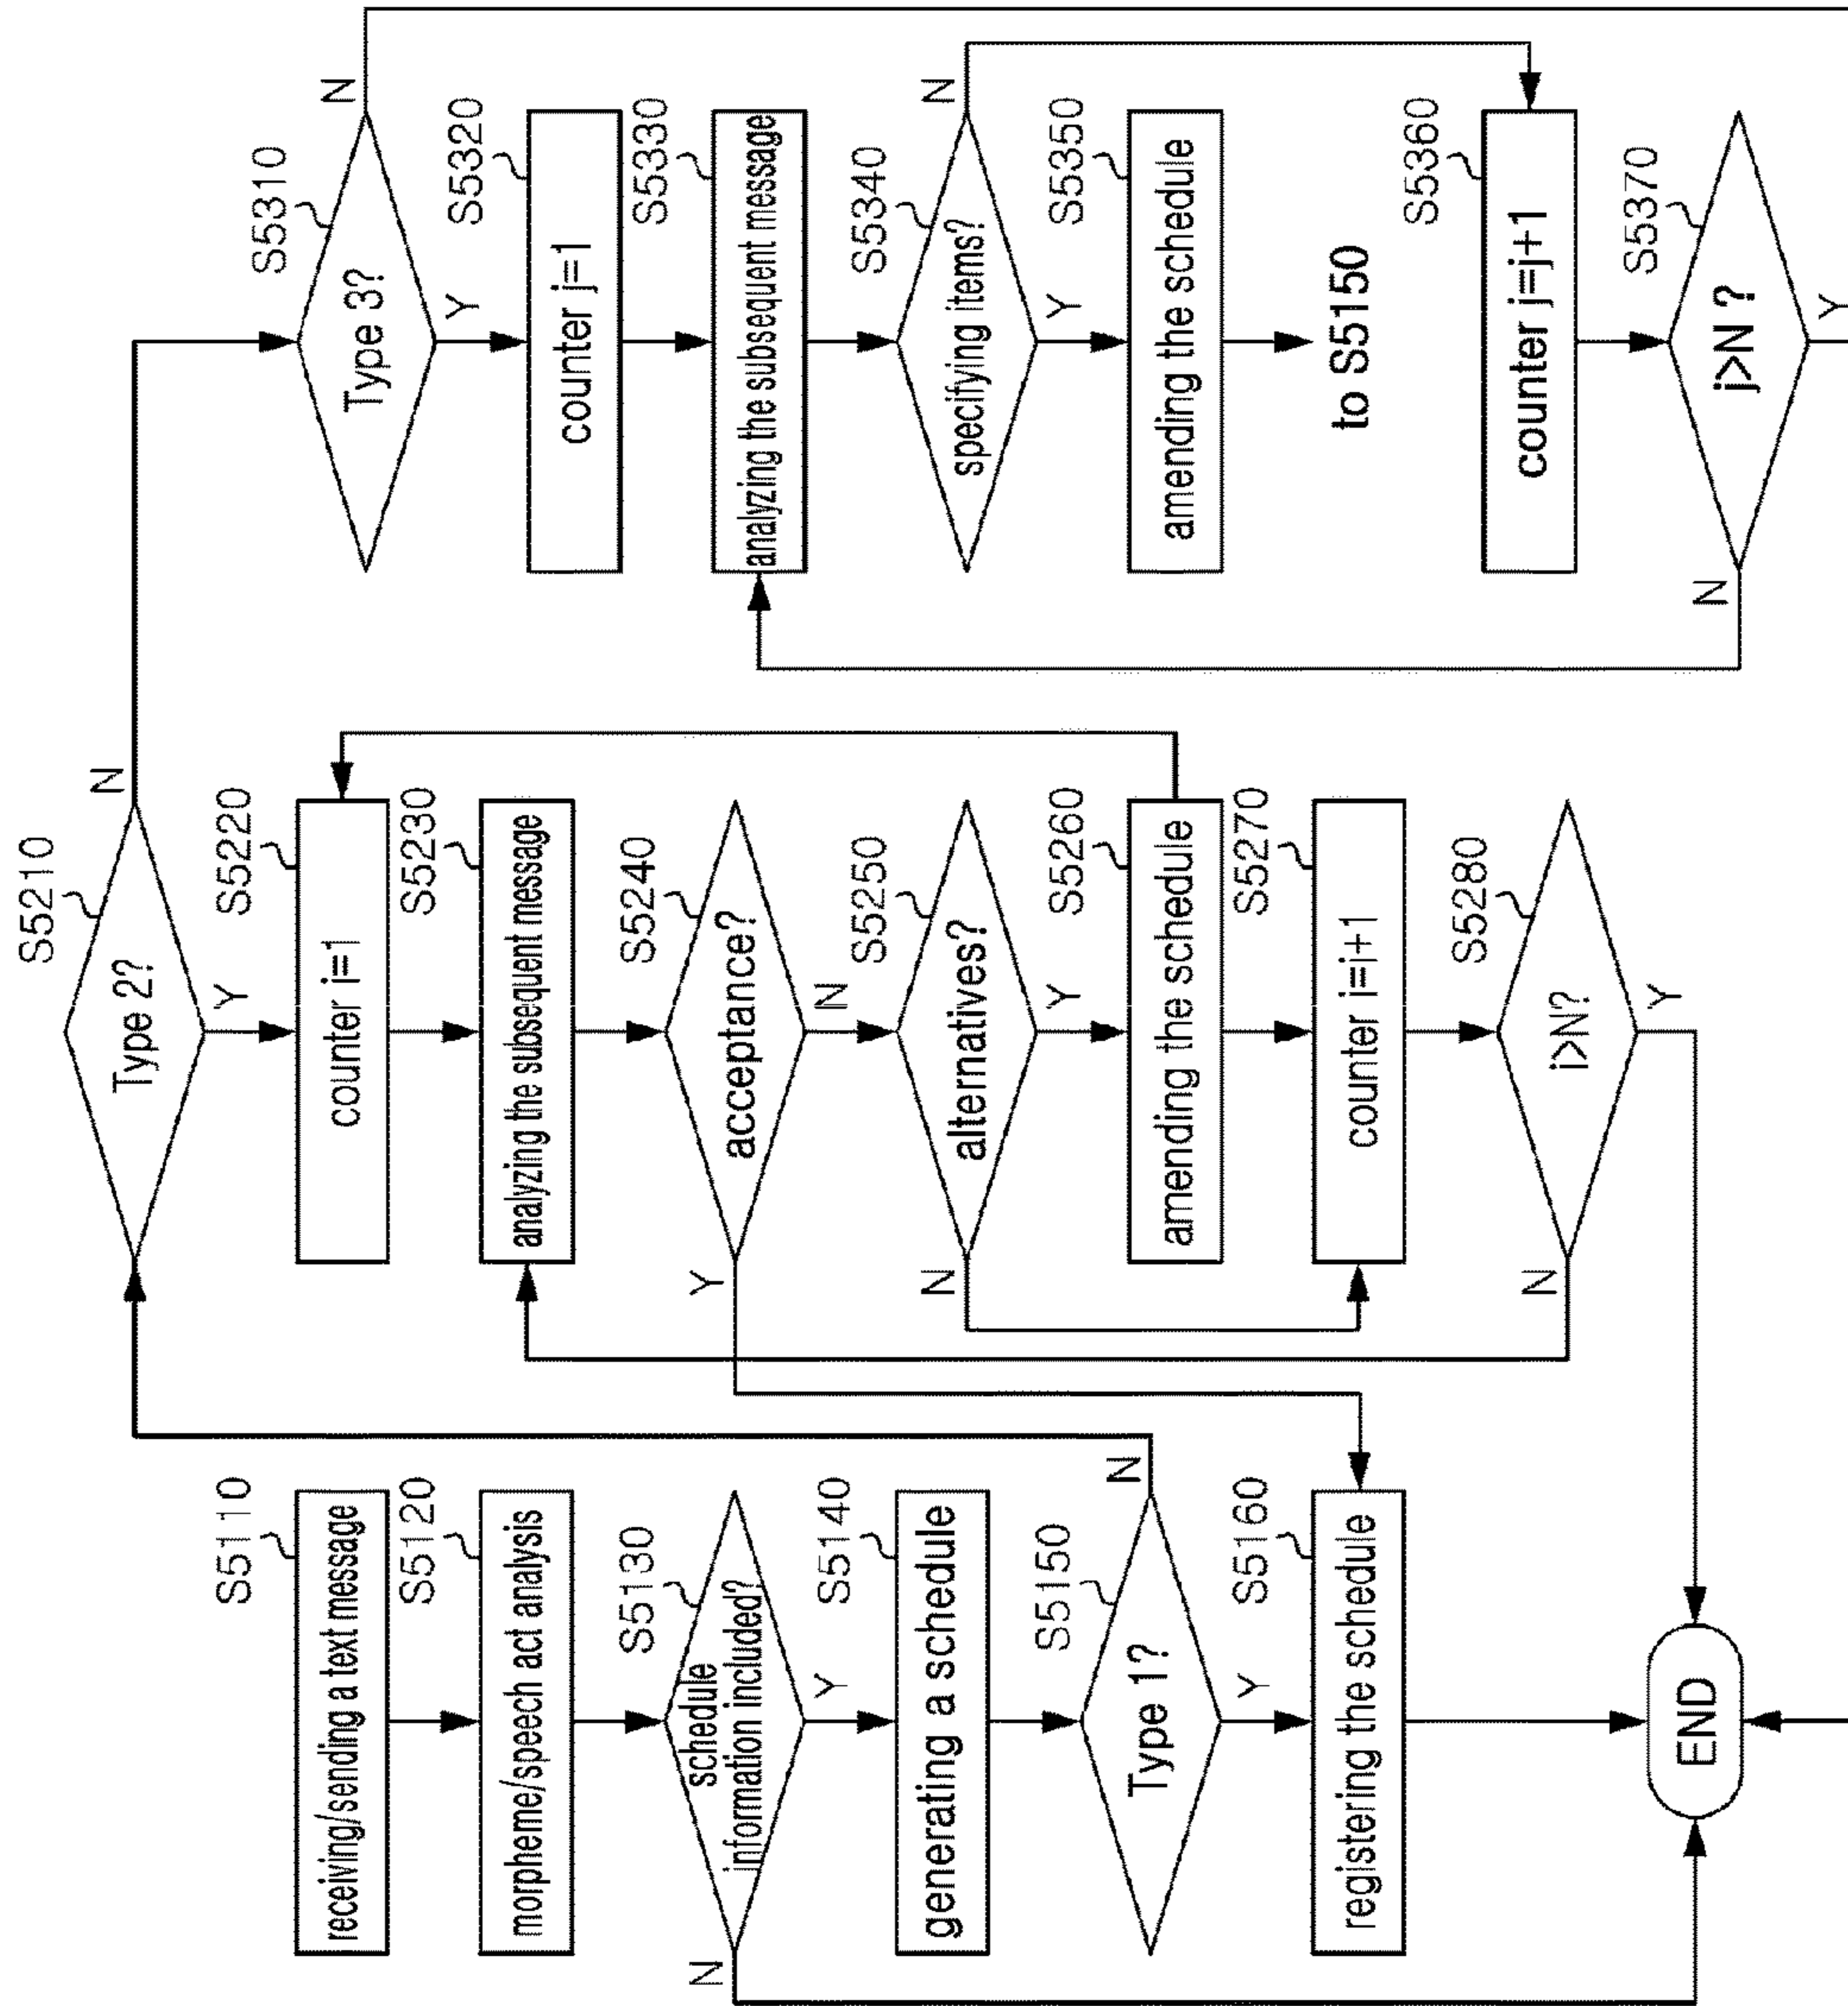 S5110
receiving/sending a text message
S5120
morpheme/speech act analysis
S5130
schedule
information included?
N
Y
S5140
generating a schedule
S5150
Type 1?
N
Y
S5160
registering the schedule
END
S5210
Type 2?
N
Y
S5220
counter i=1
S5230
analyzing the subsequent message
S5240
acceptance?
Y
N
S5250
alternatives?
N
Y
S5260
amending the schedule
S5270
counter i=i+1
S5280
i>N?
N
Y
S5310
Type 3?
N
Y
S5320
counter j=1
S5330
analyzing the subsequent message
S5340
specifying items?
N
Y
S5350
amending the schedule
to S5150
S5360
counter j=j+1
S5370
j>N ?
N
Y